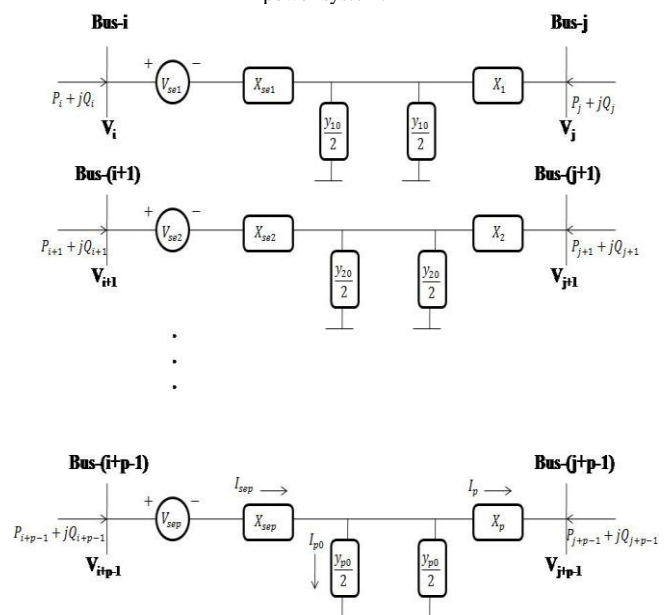 power system
Bus-i
Bus-j
+ −
V_se1
X_se1
X_1
P_i + jQ_i
P_j + jQ_j
y_10/2
y_10/2
V_i
V_j
Bus-(i+1)
Bus-(j+1)
+ −
V_se2
X_se2
X_2
P_i+1 + jQ_i+1
P_j+1 + jQ_j+1
y_20/2
y_20/2
V_i+1
V_j+1
Bus-(i+p-1)
Bus-(j+p-1)
I_sep
I_p
+ −
V_sep
X_sep
X_p
P_i+p−1 + jQ_i+p−1
P_j+p−1 + jQ_j+p−1
I_p0
y_p0/2
y_p0/2
V_i+p-1
V_j+p-1